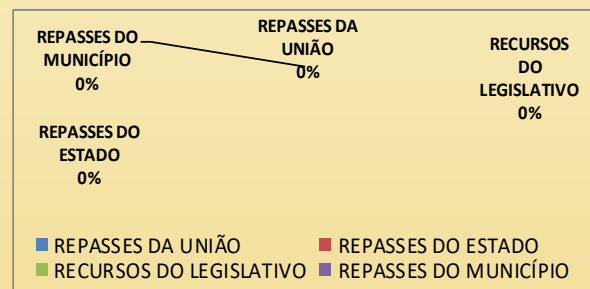 REPASSES DO
MUNICÍPIO
0%
REPASSES DA
UNIÃO
0%
RECURSOS
DO
LEGISLATIVO
0%
REPASSES DO
ESTADO
0%
REPASSES DA UNIÃO
REPASSES DO ESTADO
RECURSOS DO LEGISLATIVO
REPASSES DO MUNICÍPIO